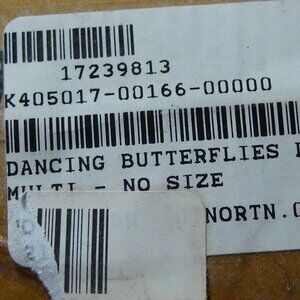 17239813
K405017-00166-00000
DANCING BUTTERFLIES
MULTI - NO SIZE
NORTN.